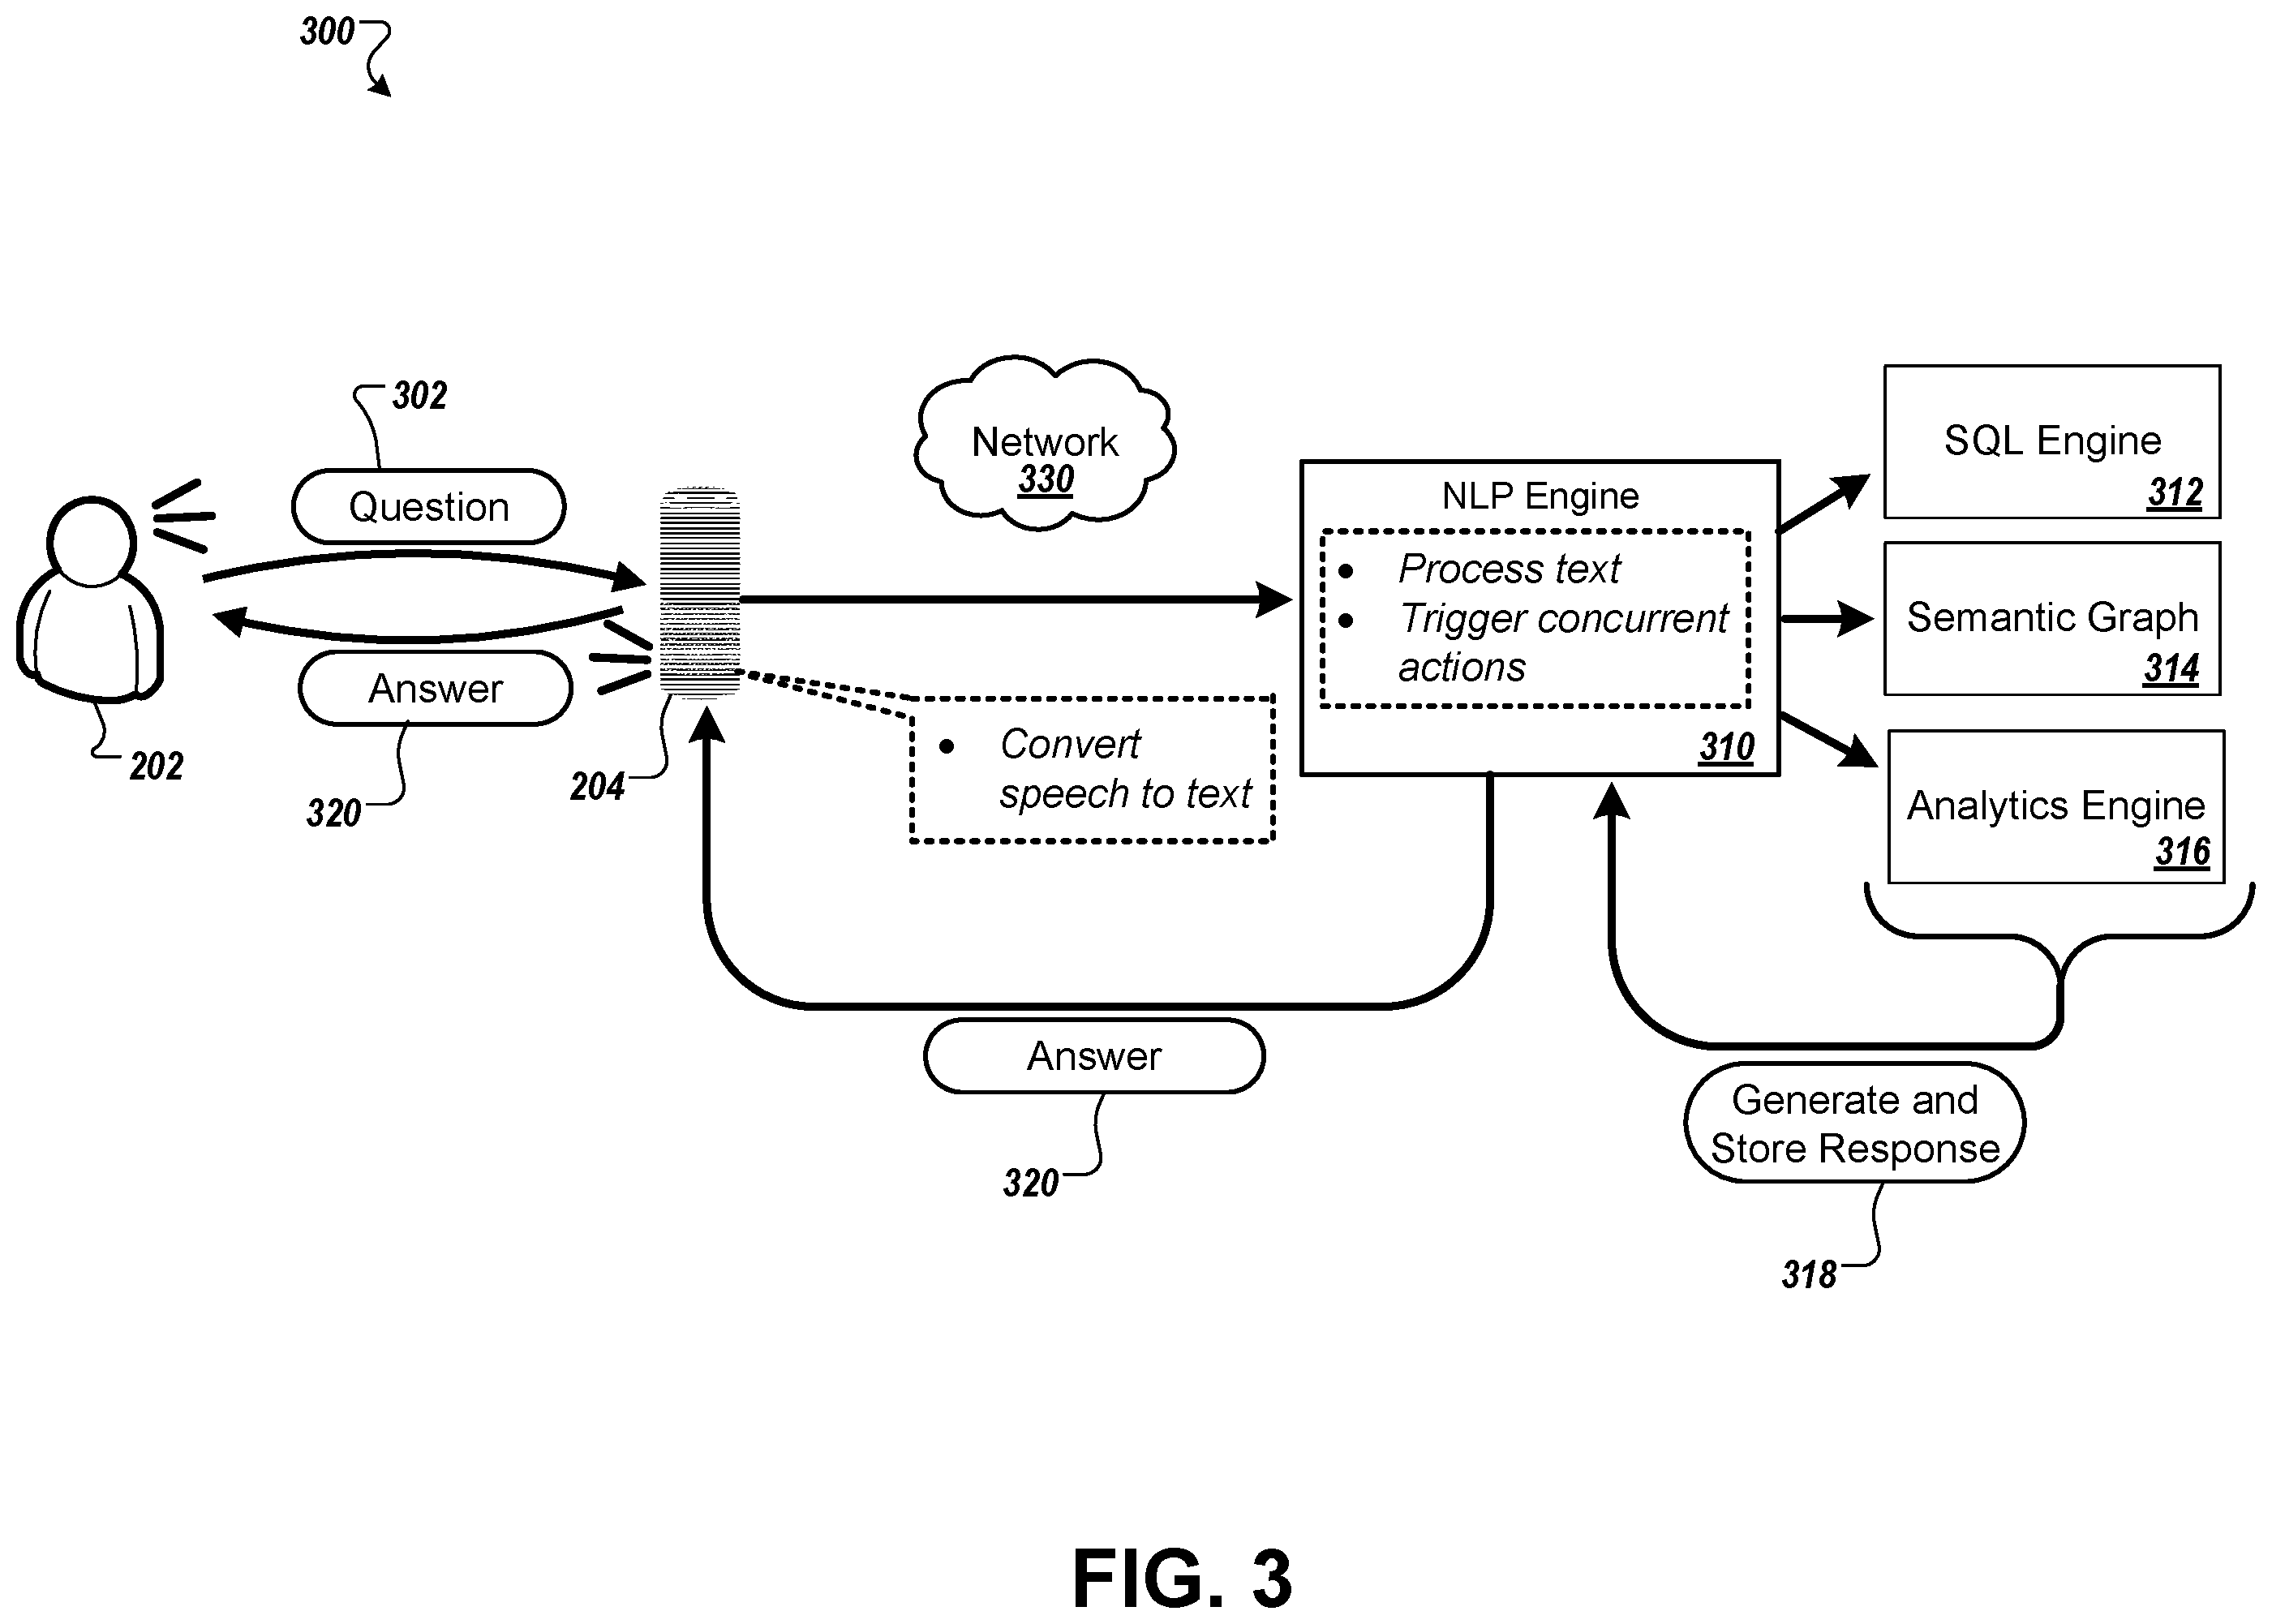 300
302
Question
Answer
320
202
204
Network
330
• Convert
speech to text
NLP Engine
• Process text
• Trigger concurrent
actions
310
SQL Engine
312
Semantic Graph
314
Analytics Engine
316
Answer
320
Generate and
Store Response
318
FIG. 3